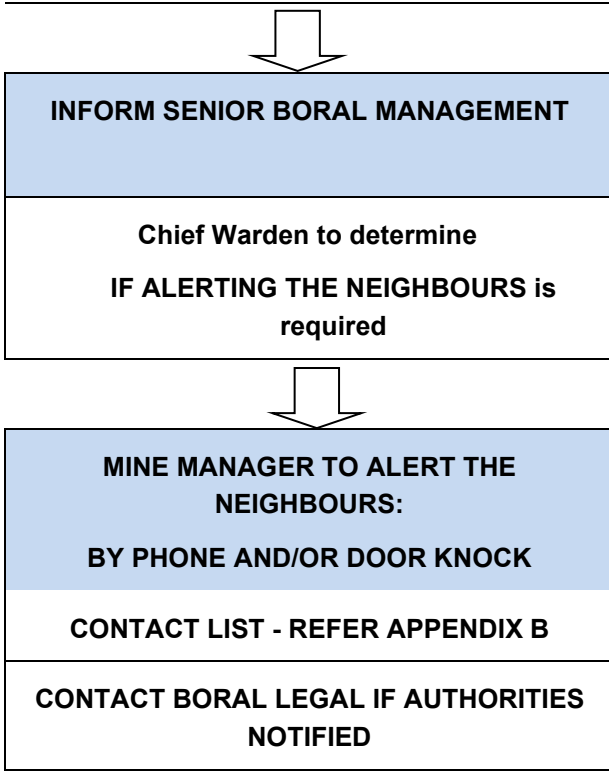 INFORM SENIOR BORAL MANAGEMENT
Chief Warden to determine
IF ALERTING THE NEIGHBOURS is
required
MINE MANAGER TO ALERT THE
NEIGHBOURS:
BY PHONE AND/OR DOOR KNOCK
CONTACT LIST - REFER APPENDIX B
CONTACT BORAL LEGAL IF AUTHORITIES
NOTIFIED